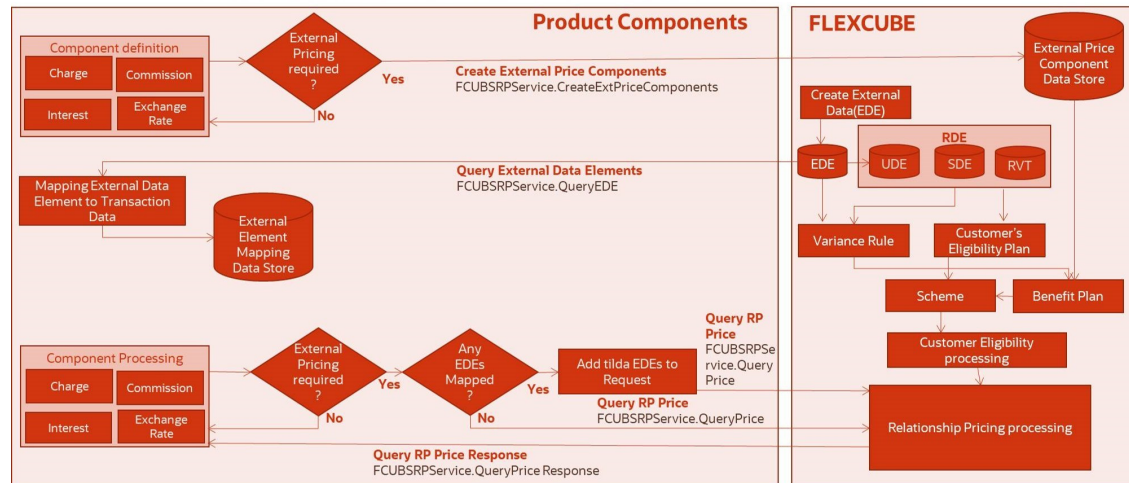 Product Components
Component definition
Charge
Commission
Interest
Exchange
Rate
External
Pricing
required
?
Yes
No
Create External Price Components
FCUBSRPService.CreateExtPriceComponents
Query External Data Elements
FCUBSRPService.QueryEDE
Mapping External Data
Element to Transaction
Data
External
Element
Mapping
Data Store
Component Processing
Charge
Commission
Interest
Exchange
Rate
External
Pricing
required
?
Yes
No
Any
EDEs
Mapped
?
Yes
No
Add tilda EDEs to
Request
Query RP
Price
FCUBSRPSe
rvice.Query
Price
Query RP Price
FCUBSRPService.QueryPrice
Query RP Price Response
FCUBSRPService.QueryPrice Response
FLEXCUBE
External Price
Component
Data Store
Create External
Data(EDE)
EDE
RDE
UDE
SDE
RVT
Variance Rule
Customer's
Eligibility Plan
Scheme
Benefit Plan
Customer Eligibility
processing
Relationship Pricing processing